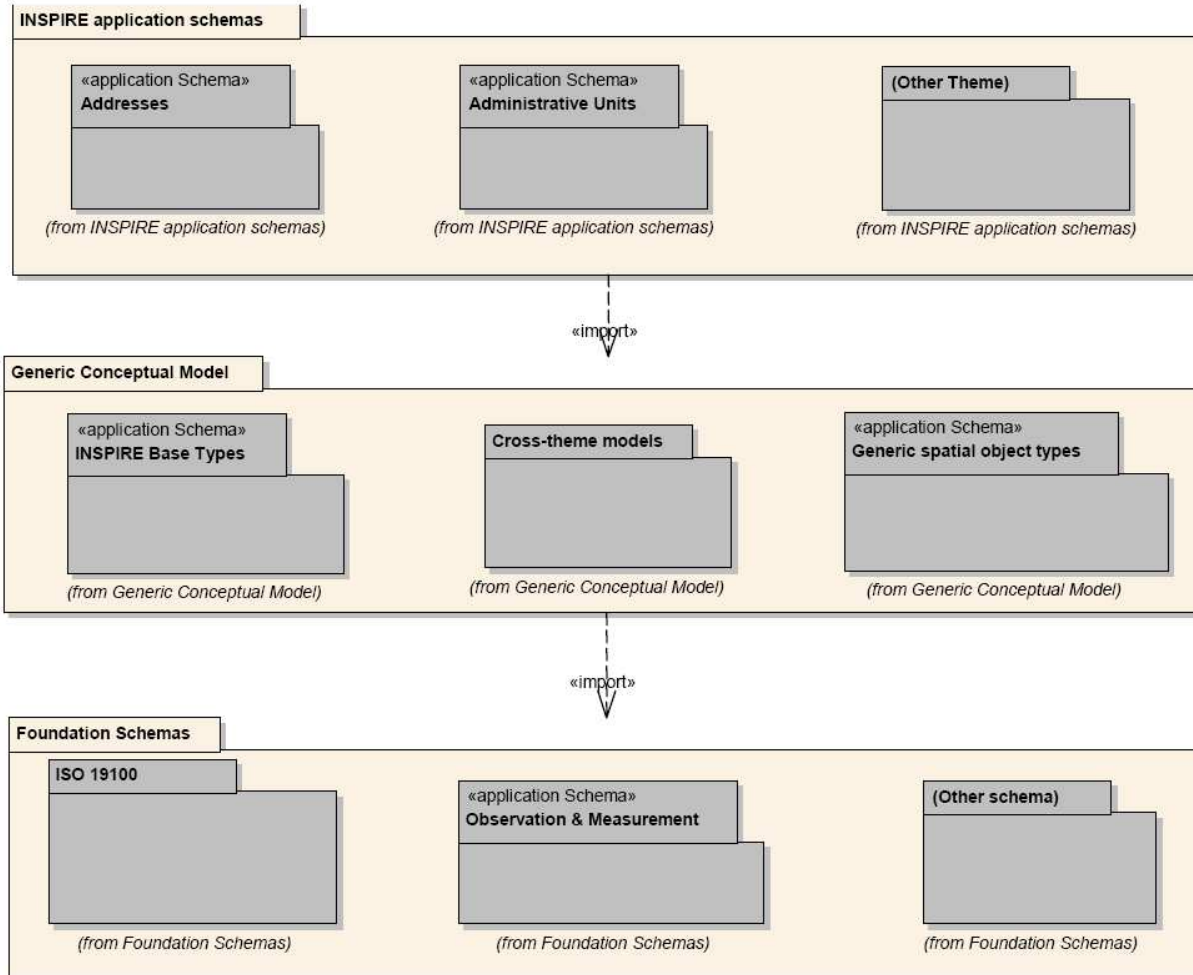 INSPIRE application schemas
«application Schema»
Addresses
(from INSPIRE application schemas)
«application Schema»
Administrative Units
(from INSPIRE application schemas)
(Other Theme)
(from INSPIRE application schemas)
«import»
Generic Conceptual Model
«application Schema»
INSPIRE Base Types
(from Generic Conceptual Model)
Cross-theme models
(from Generic Conceptual Model)
«application Schema»
Generic spatial object types
(from Generic Conceptual Model)
«import»
Foundation Schemas
ISO 19100
(from Foundation Schemas)
«application Schema»
Observation & Measurement
(from Foundation Schemas)
(Other schema)
(from Foundation Schemas)